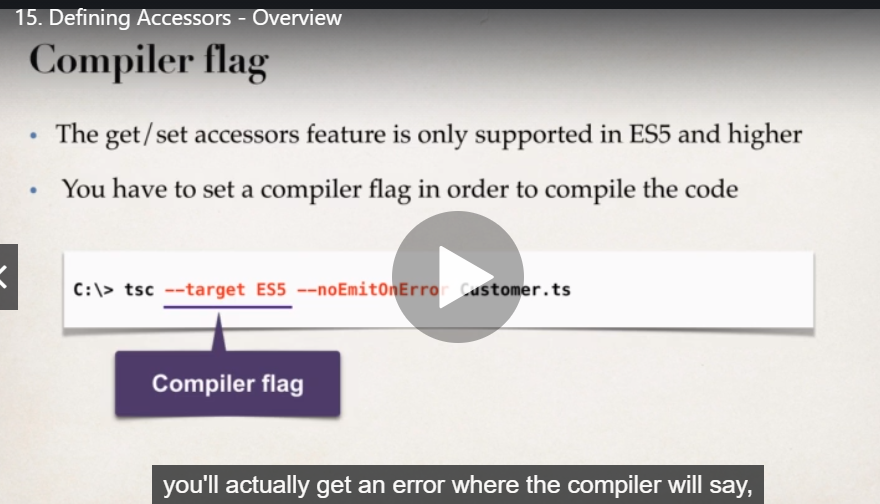 15. Defining Accessors - Overview
Compiler flag
• The get/set accessors feature is only supported in ES5 and higher
• You have to set a compiler flag in order to compile the code
C:\> tsc --target ES5 --noEmitOnError Customer.ts
Compiler flag
you'll actually get an error where the compiler will say,